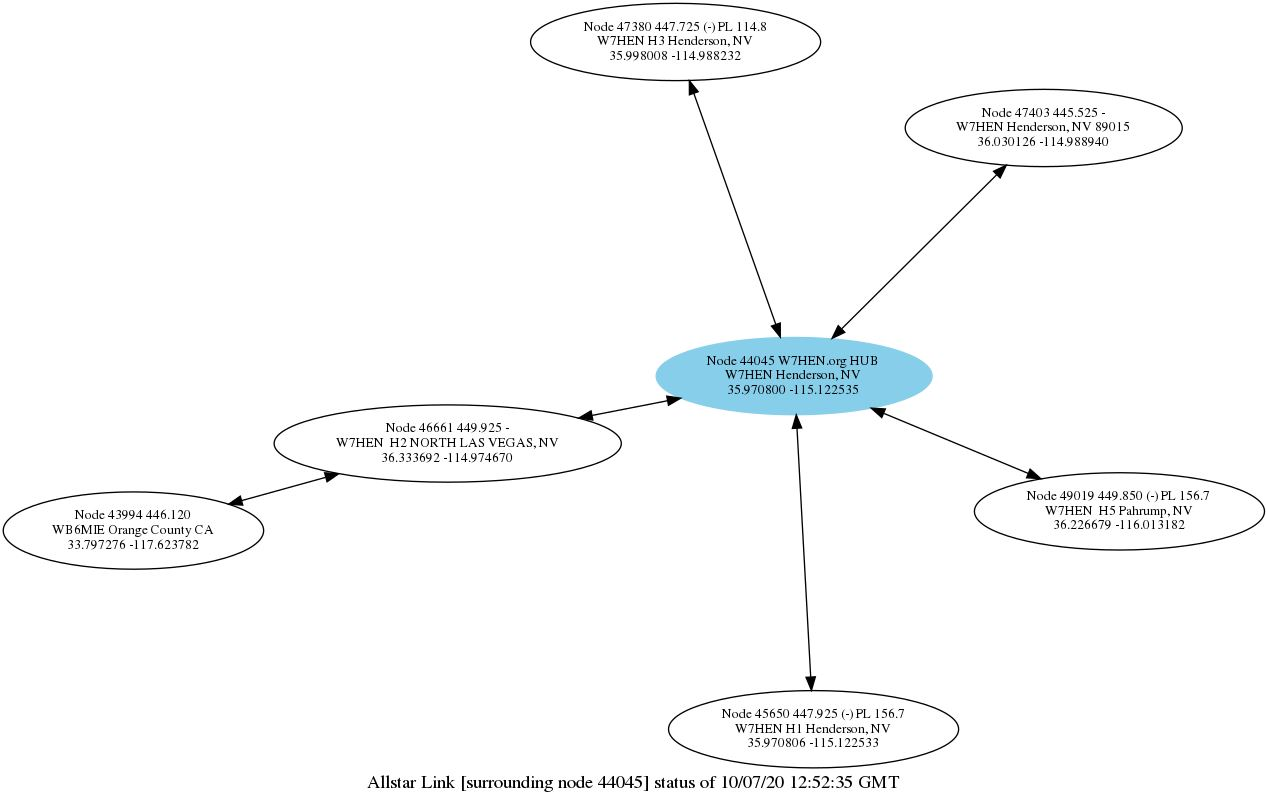 Node 47380 447.725 (-) PL 114.8
W7HEN H3 Henderson, NV
35.998008 -114.988232
Node 47403 445.525 -
W7HEN Henderson, NV 89015
36.030126 -114.988940
Node 44045 W7HEN.org HUB
W7HEN Henderson, NV
35.970800 -115.122535
Node 46661 449.925 -
W7HEN  H2 NORTH LAS VEGAS, NV
36.333692 -114.974670
Node 43994 446.120
WB6MIE Orange County CA
33.797276 -117.623782
Node 49019 449.850 (-) PL 156.7
W7HEN  H5 Pahrump, NV
36.226679 -116.013182
Node 45650 447.925 (-) PL 156.7
W7HEN H1 Henderson, NV
35.970806 -115.122533
Allstar Link [surrounding node 44045] status of 10/07/20 12:52:35 GMT